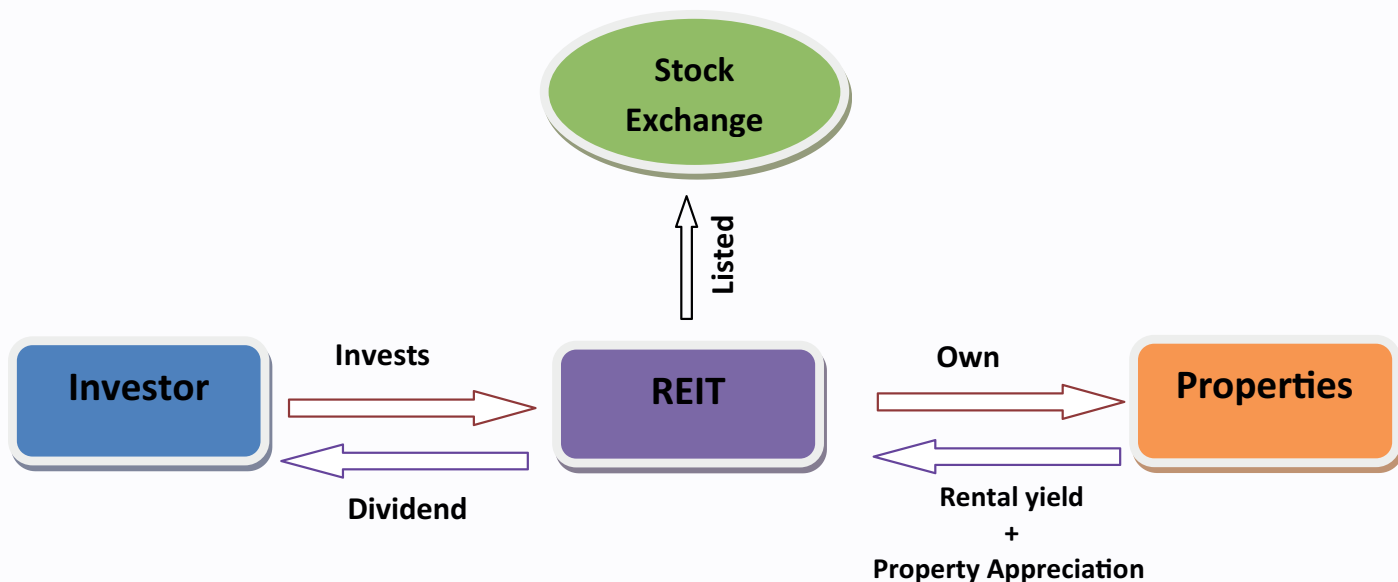 Stock
Exchange
Listed
Investor
Invests
REIT
Own
Properties
Dividend
Rental yield
+
Property Appreciation